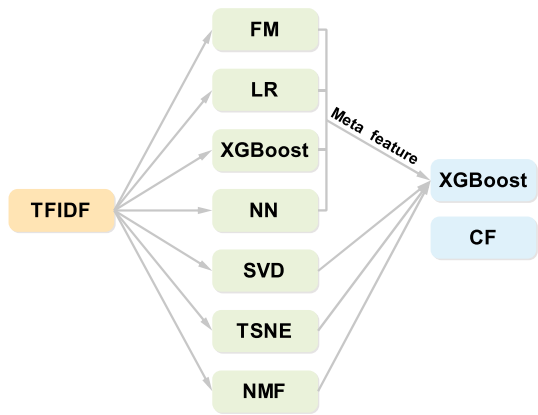 TFIDF
FM
LR
XGBoost
NN
SVD
TSNE
NMF
Meta feature
XGBoost
CF